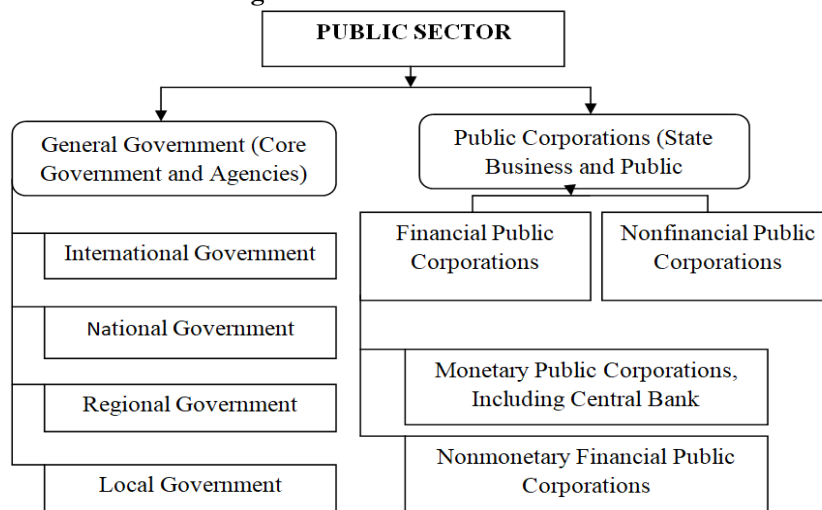 PUBLIC SECTOR
General Government (Core
Government and Agencies)
Public Corporations (State
Business and Public
International Government
National Government
Regional Government
Local Government
Financial Public
Corporations
Nonfinancial Public
Corporations
Monetary Public Corporations,
Including Central Bank
Nonmonetary Financial Public
Corporations